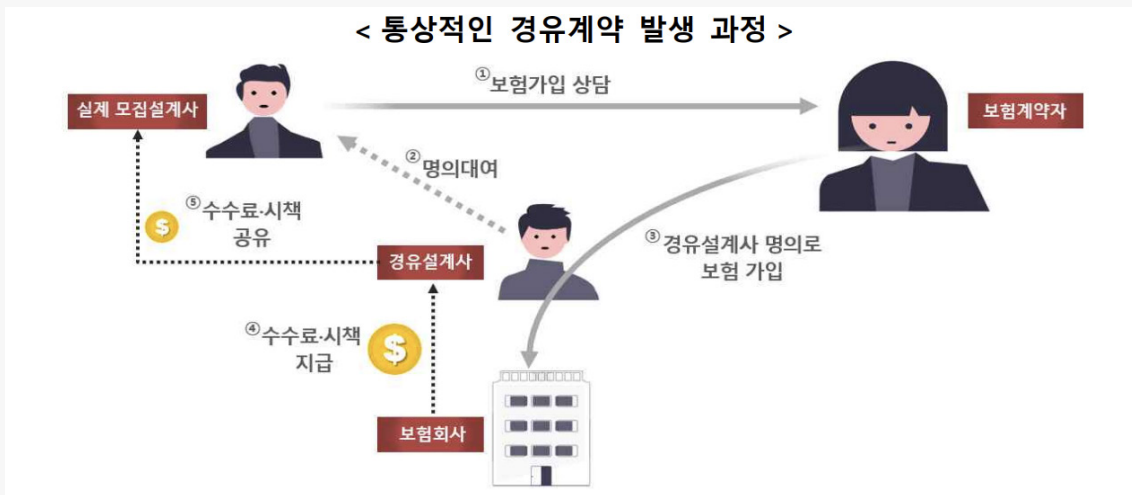 < 통상적인 경유계약 발생 과정 >
①보험가입 상담
실제 모집설계사
보험계약자
②명의대여
⑤수수료·시책
공유
$
경유설계사
③경유설계사 명의로
보험 가입
④수수료·시책
지급
$
보험회사